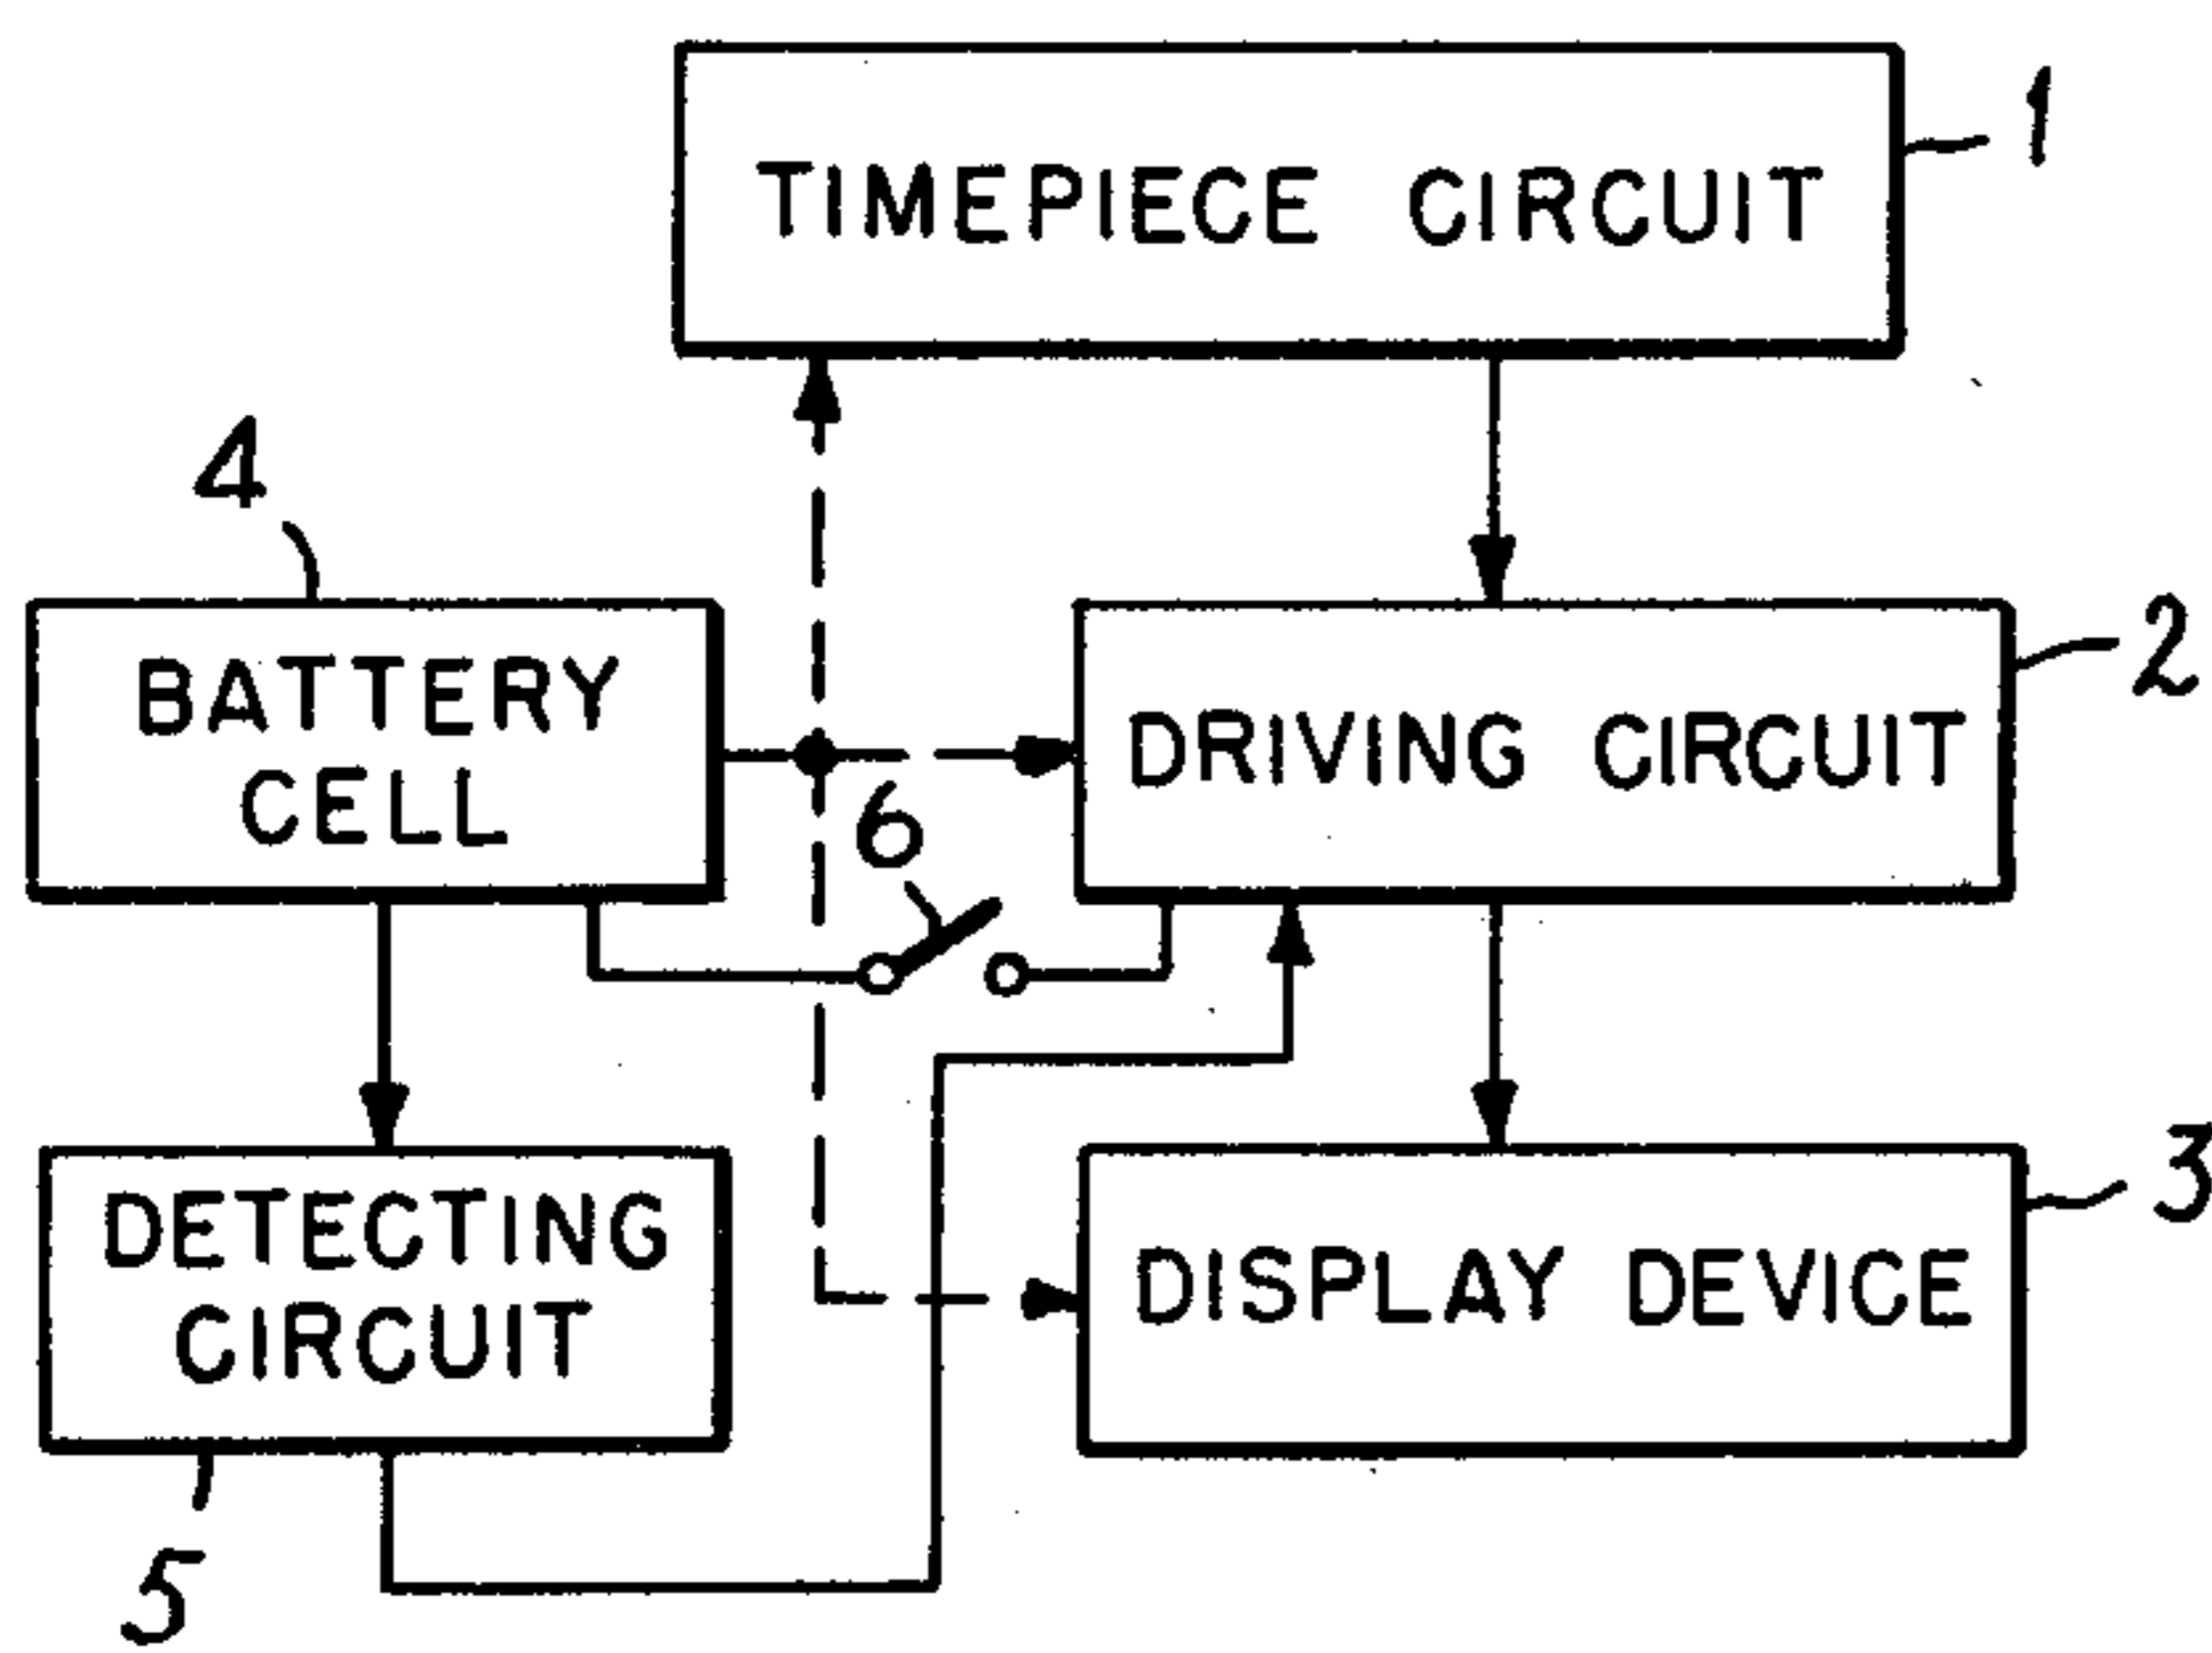 TIMEPIECE CIRCUIT
1
4
BATTERY
CELL
DRIVING CIRCUIT
2
6
DETECTING
CIRCUIT
5
DISPLAY DEVICE
3